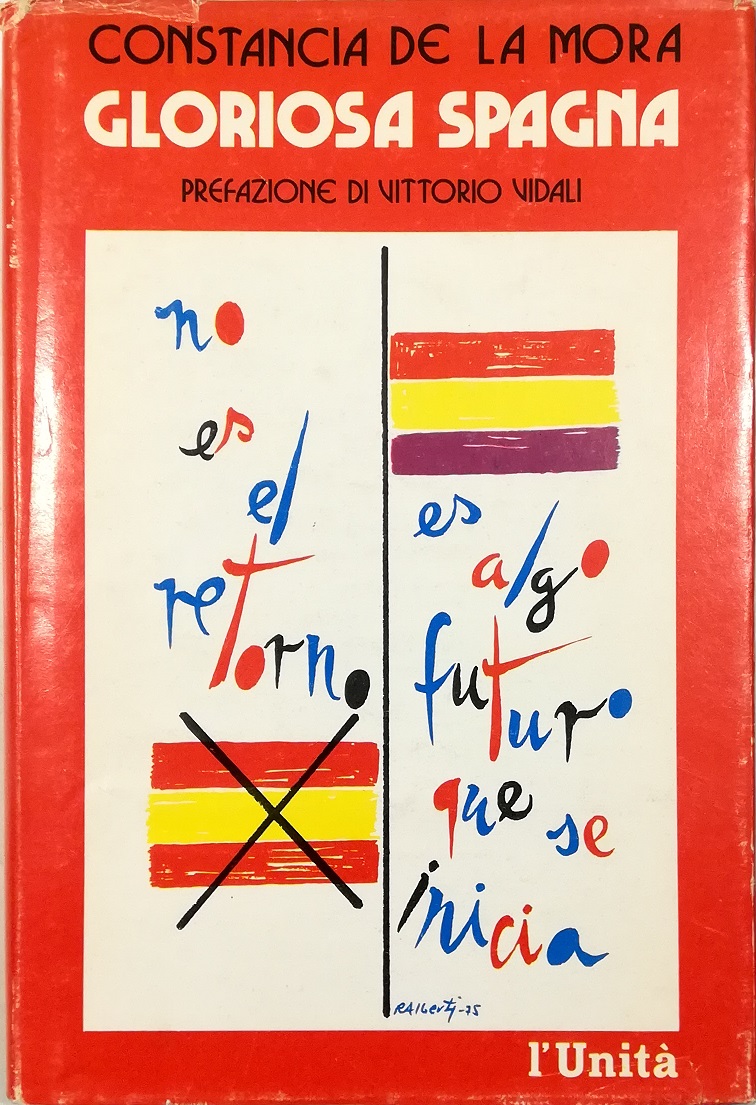 CONSTANCIA DE LA MORA
GLORIOSA SPAGNA
PREFAZIONE DI VITTORIO VIDALI
no
es
el
retorno
es
algo
futuro
que se
inicia
RAlberti-75
l'Unità